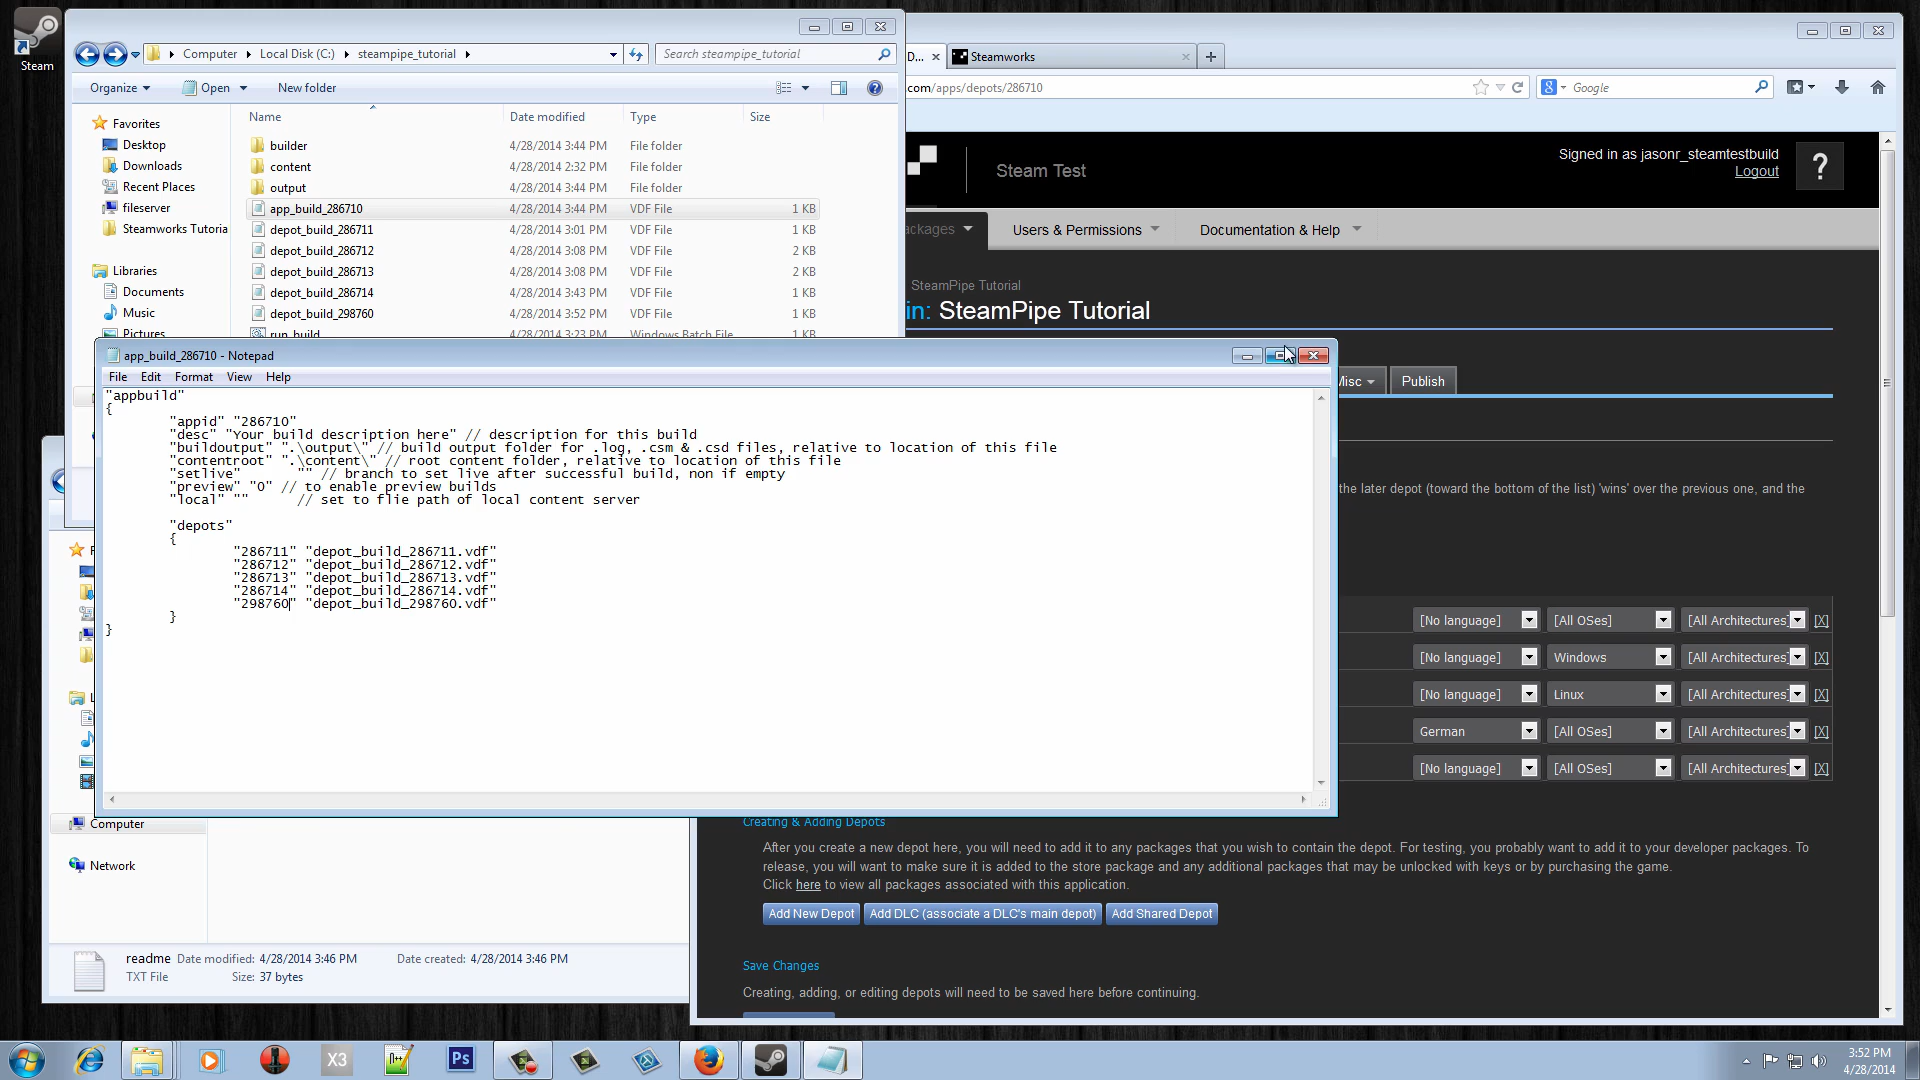 Steam
Computer
Local Disk (C:)
steampipe_tutorial
Search steampipe_tutorial
Organize
Open
New folder
Name
Date modified
Type
Size
Favorites
Desktop
Downloads
Recent Places
fileserver
Steamworks Tutoria
Libraries
Documents
Music
Pictures
builder 4/28/2014 3:44 PM File folder
content 4/28/2014 2:32 PM File folder
output 4/28/2014 3:44 PM File folder
app_build_286710 4/28/2014 3:44 PM VDF File 1 KB
depot_build_286711 4/28/2014 3:01 PM VDF File 1 KB
depot_build_286712 4/28/2014 3:08 PM VDF File 2 KB
depot_build_286713 4/28/2014 3:08 PM VDF File 2 KB
depot_build_286714 4/28/2014 3:43 PM VDF File 1 KB
depot_build_298760 4/28/2014 3:52 PM VDF File 1 KB
run_build 4/28/2014 3:23 PM Windows Batch File 1 KB
D...
Steamworks
com/apps/depots/286710
Google
Steam Test
Signed in as jasonr_steamtestbuild
Logout
?
ackages
Users & Permissions
Documentation & Help
SteamPipe Tutorial
in: SteamPipe Tutorial
Misc
Publish
app_build_286710 - Notepad
File Edit Format View Help
"appbuild"
{
"appid" "286710"
"desc" "Your build description here" // description for this build
"buildoutput" ".\output\" // build output folder for .log, .csm & .csd files, relative to location of this file
"contentroot" ".\content\" // root content folder, relative to location of this file
"setlive" "" // branch to set live after successful build, non if empty
"preview" "0" // to enable preview builds
"local" "" // set to flie path of local content server
"depots"
{
"286711" "depot_build_286711.vdf"
"286712" "depot_build_286712.vdf"
"286713" "depot_build_286713.vdf"
"286714" "depot_build_286714.vdf"
"298760" "depot_build_298760.vdf"
}
}
the later depot (toward the bottom of the list) 'wins' over the previous one, and the
[No language] [All OSes] [All Architectures] [X]
[No language] Windows [All Architectures] [X]
[No language] Linux [All Architectures] [X]
German [All OSes] [All Architectures] [X]
[No language] [All OSes] [All Architectures] [X]
Computer
Network
readme Date modified: 4/28/2014 3:46 PM Date created: 4/28/2014 3:46 PM
TXT File Size: 37 bytes
Creating & Adding Depots
After you create a new depot here, you will need to add it to any packages that you wish to contain the depot. For testing, you probably want to add it to your developer packages. To
release, you will want to make sure it is added to the store package and any additional packages that may be unlocked with keys or by purchasing the game.
Click here to view all packages associated with this application.
Add New Depot
Add DLC (associate a DLC's main depot)
Add Shared Depot
Save Changes
Creating, adding, or editing depots will need to be saved here before continuing.
X3
Ps
3:52 PM
4/28/2014